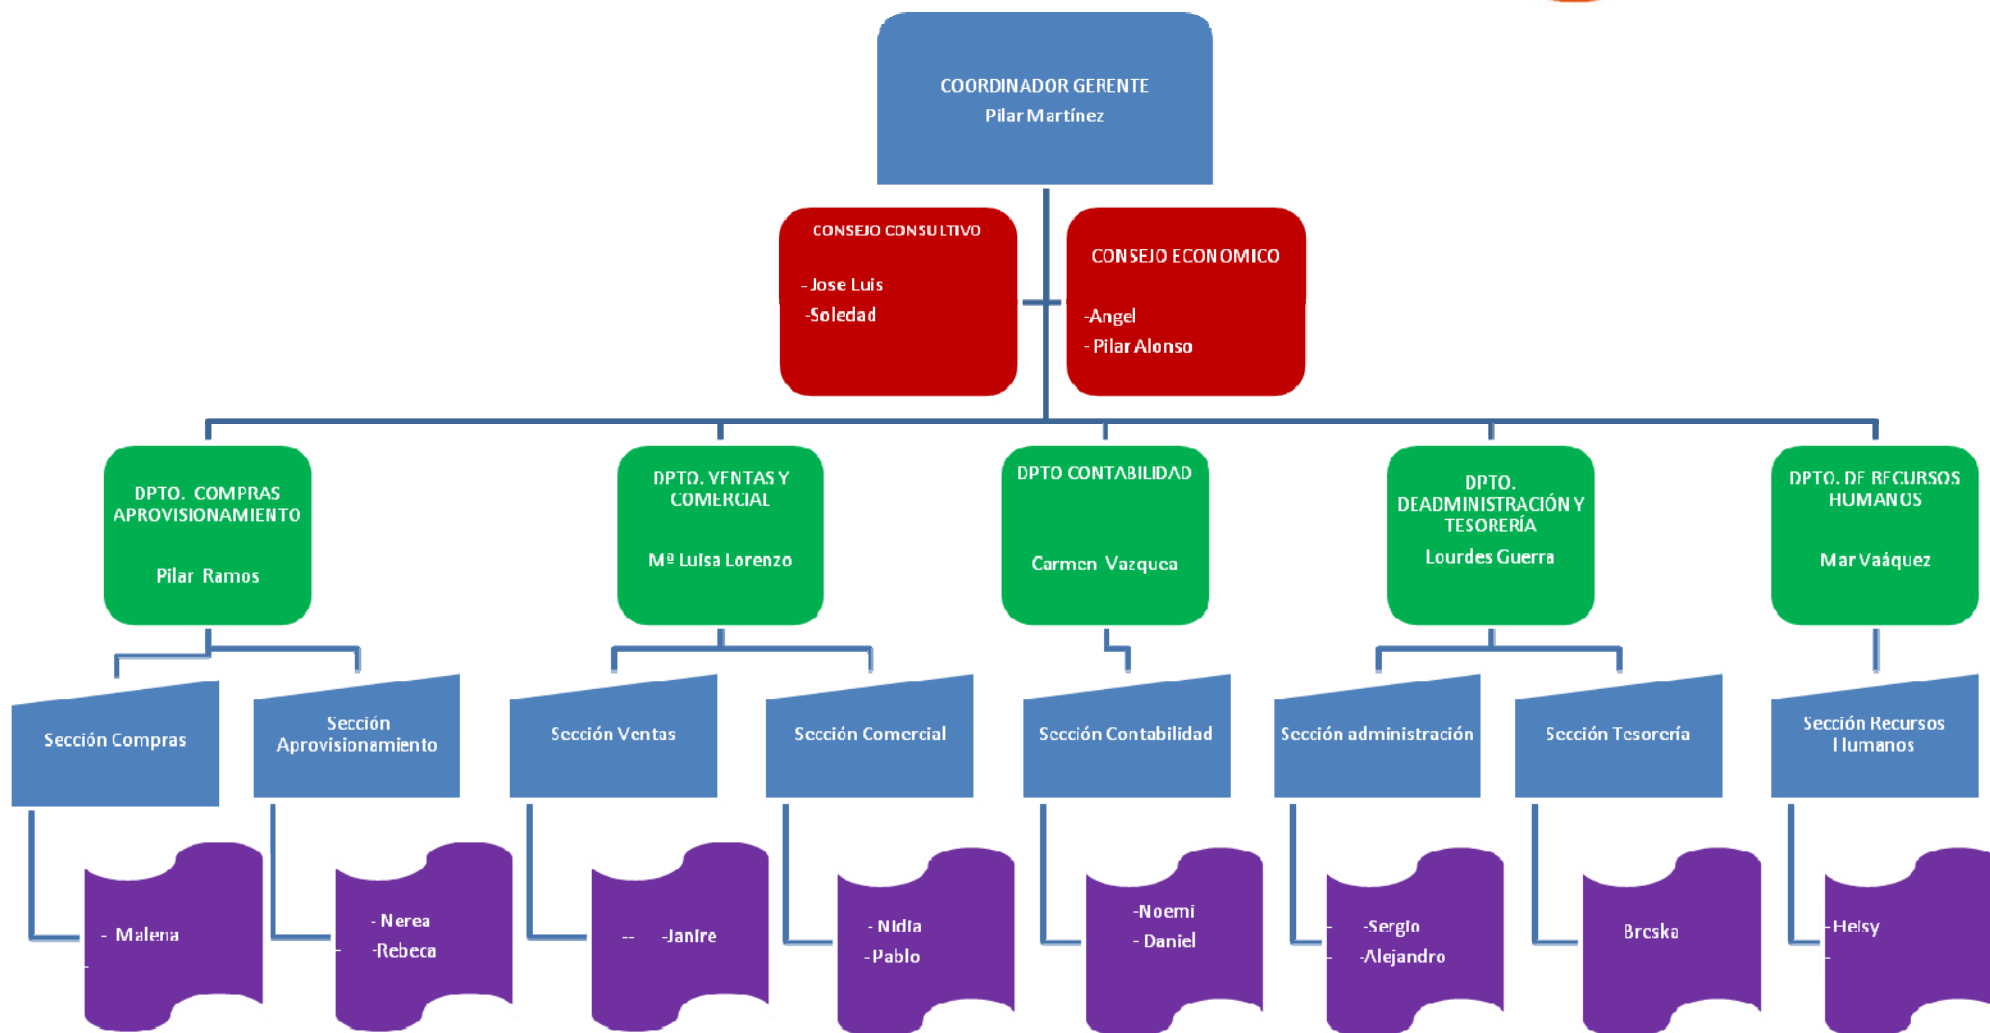 COORDINADOR GERENTE
Pilar Martínez
CONSEJO CONSULTIVO
- Jose Luis
-Soledad
CONSEJO ECONOMICO
-Angel
- Pilar Alonso
DPTO. COMPRAS
APROVISIONAMIENTO
Pilar Ramos
DPTO. VENTAS Y
COMERCIAL
Mª Luisa Lorenzo
DPTO CONTABILIDAD
Carmen Vazquea
DPTO.
DEADMINISTRACIÓN Y
TESORERÍA
Lourdes Guerra
DPTO. DE RECURSOS
HUMANOS
Mar Vaáquez
Sección Compras
Sección
Aprovisionamiento
Sección Ventas
Sección Comercial
Sección Contabilidad
Sección administración
Sección Tesorería
Sección Recursos
Humanos
- Malena
-
- Nerea
- -Rebeca
-- -Janire
- Nidia
- Pablo
-Noemi
- Daniel
- -Sergio
- -Alejandro
-Heisy
-